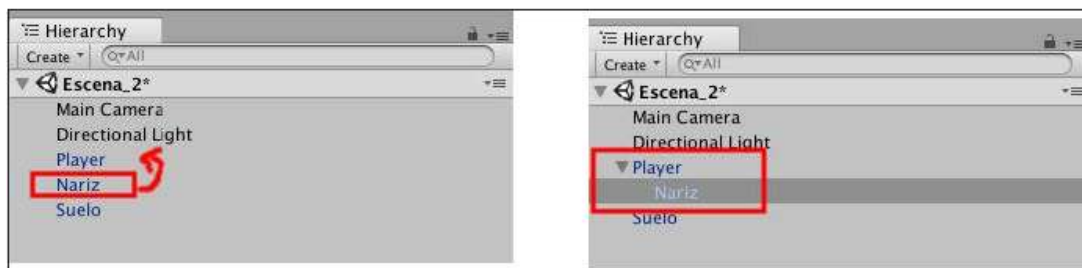 Hierarchy
Create
All
Escena_2*
Main Camera
Directional Light
Player
Nariz
Suelo
Hierarchy
Create
All
Escena_2*
Main Camera
Directional Light
Player
Nariz
Suelo